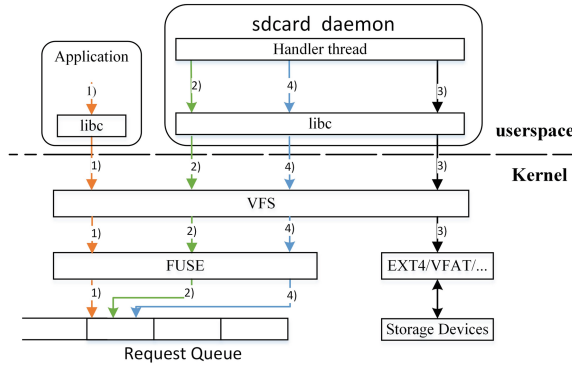 sdcard daemon
Handler thread
Application
1)
2)
4)
3)
libc
libc
userspace
Kernel
1)
2)
4)
3)
VFS
1)
2)
4)
3)
FUSE
EXT4/VFAT/...
1)
2)
4)
Storage Devices
Request Queue